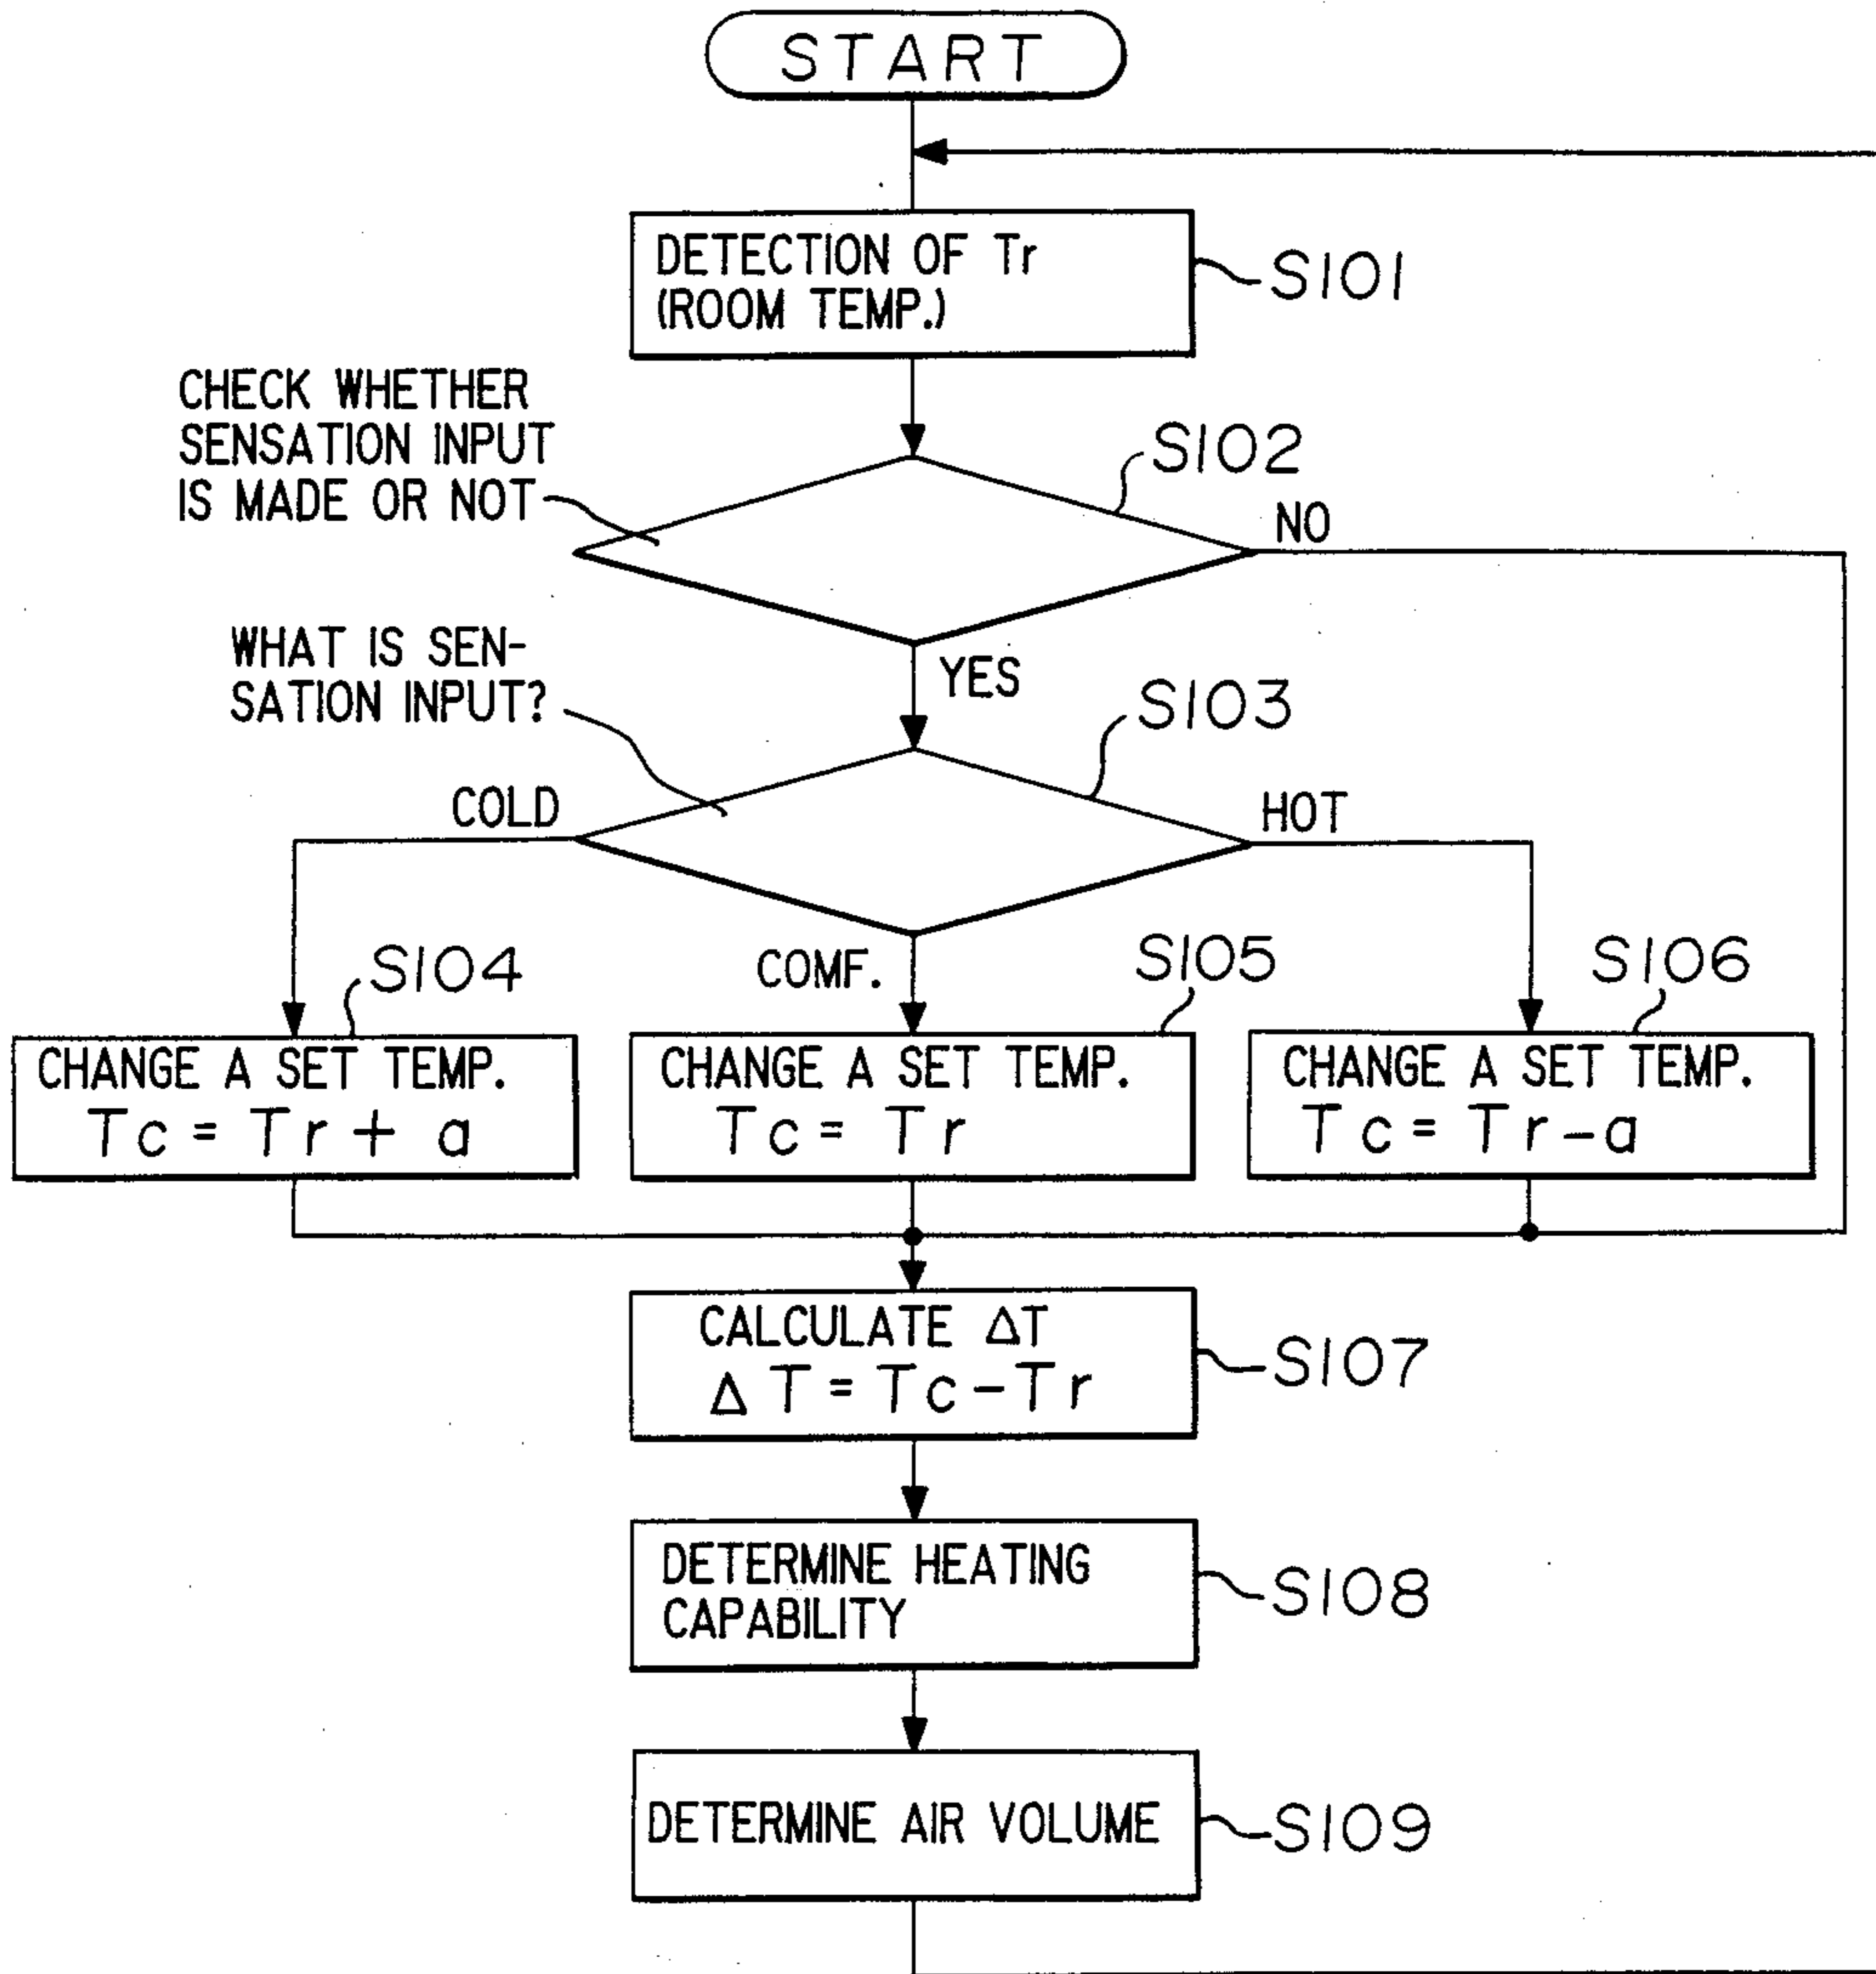 START
DETECTION OF Tr
(ROOM TEMP.)
S101
CHECK WHETHER
SENSATION INPUT
IS MADE OR NOT
S102
NO
YES
WHAT IS SEN-
SATION INPUT?
S103
COLD
HOT
COMF.
S104
S105
S106
CHANGE A SET TEMP.
Tc = Tr + a
CHANGE A SET TEMP.
Tc = Tr
CHANGE A SET TEMP.
Tc = Tr - a
CALCULATE ΔT
ΔT = Tc - Tr
S107
DETERMINE HEATING
CAPABILITY
S108
DETERMINE AIR VOLUME
S109